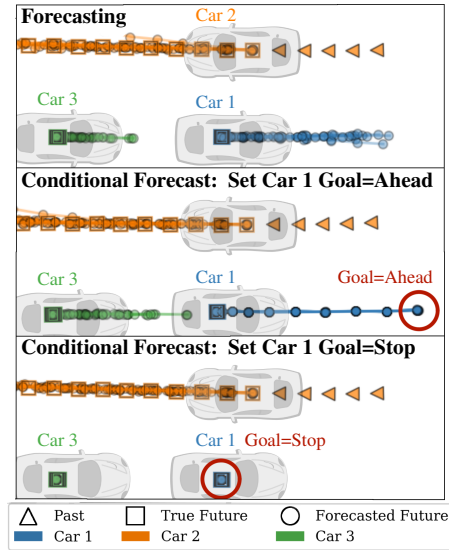 Forecasting
Car 2
Car 3
Car 1
Conditional Forecast: Set Car 1 Goal=Ahead
Car 3
Car 1
Goal=Ahead
Conditional Forecast: Set Car 1 Goal=Stop
Car 3
Car 1
Goal=Stop
Past
True Future
Forecasted Future
Car 1
Car 2
Car 3